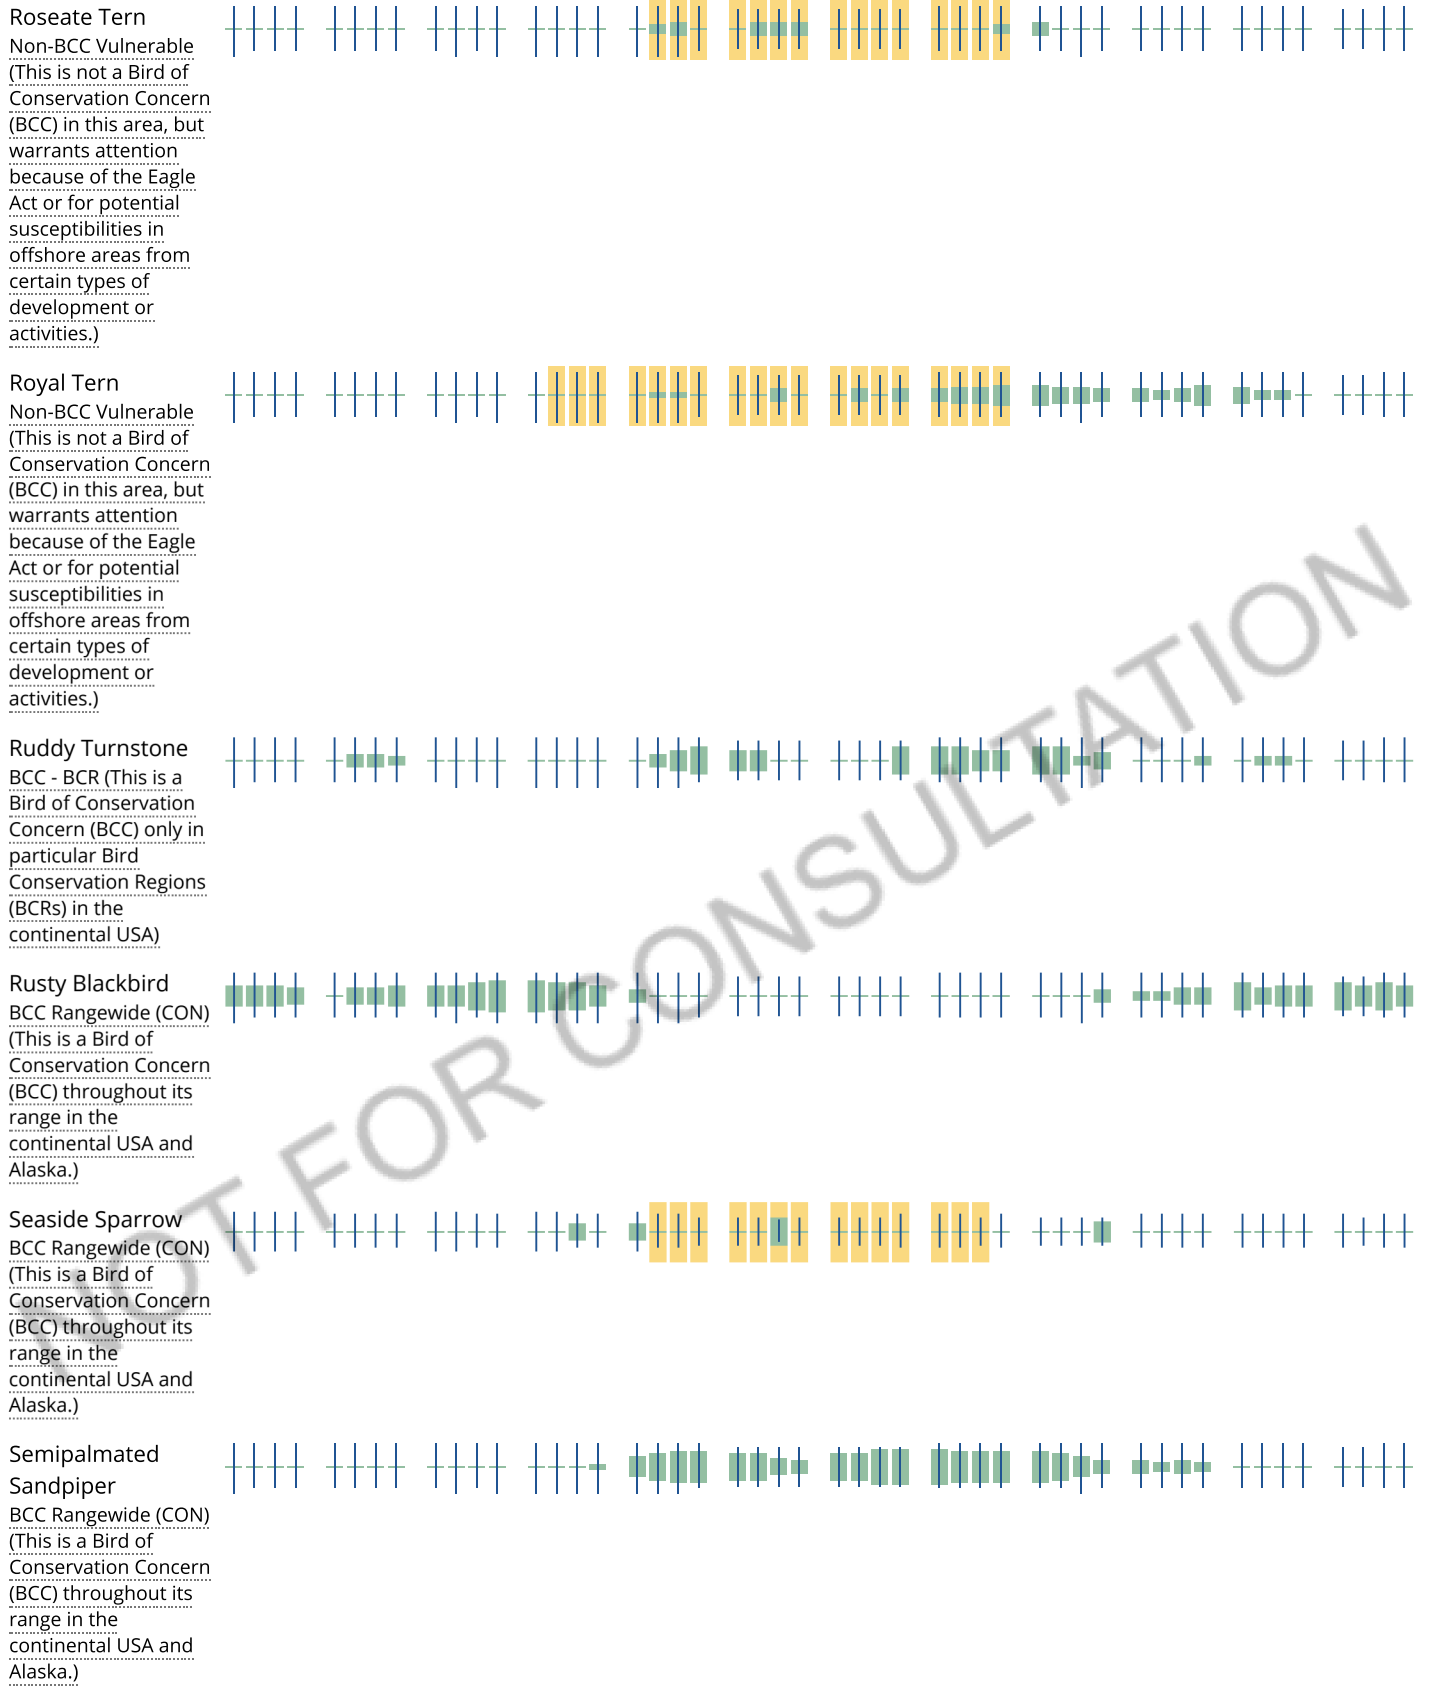 Roseate Tern
Non-BCC Vulnerable
(This is not a Bird of
Conservation Concern
(BCC) in this area, but
warrants attention
because of the Eagle
Act or for potential
susceptibilities in
offshore areas from
certain types of
development or
activities.)
Royal Tern
Non-BCC Vulnerable
(This is not a Bird of
Conservation Concern
(BCC) in this area, but
warrants attention
because of the Eagle
Act or for potential
susceptibilities in
offshore areas from
certain types of
development or
activities.)
Ruddy Turnstone
BCC - BCR (This is a
Bird of Conservation
Concern (BCC) only in
particular Bird
Conservation Regions
(BCRs) in the
continental USA)
Rusty Blackbird
BCC Rangewide (CON)
(This is a Bird of
Conservation Concern
(BCC) throughout its
range in the
continental USA and
Alaska.)
Seaside Sparrow
BCC Rangewide (CON)
(This is a Bird of
Conservation Concern
(BCC) throughout its
range in the
continental USA and
Alaska.)
Semipalmated
Sandpiper
BCC Rangewide (CON)
(This is a Bird of
Conservation Concern
(BCC) throughout its
range in the
continental USA and
Alaska.)
NOT FOR CONSULTATION